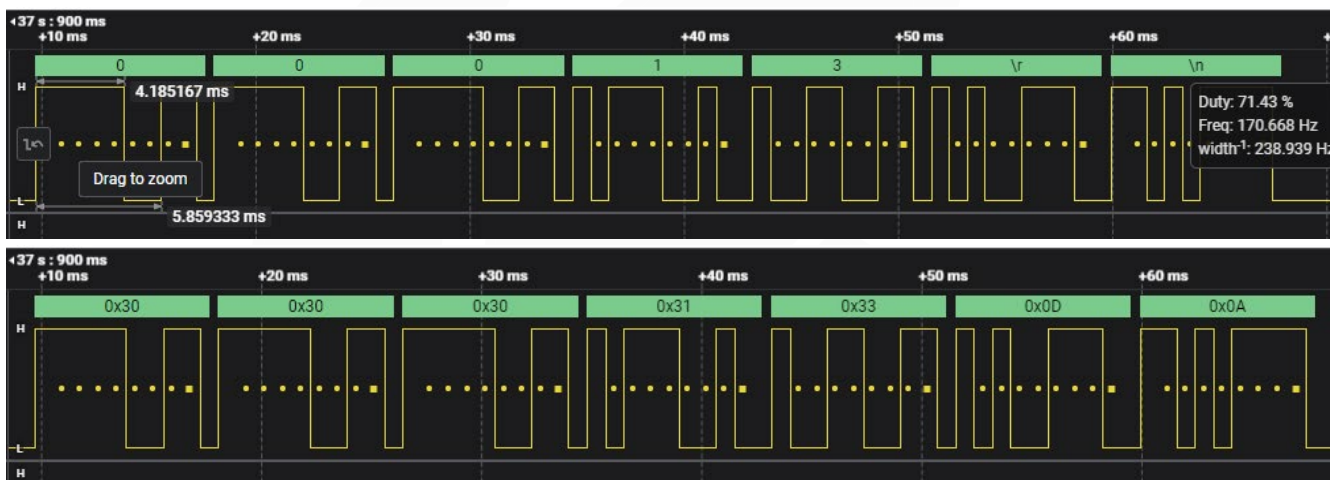 37 s : 900 ms
+10 ms +20 ms +30 ms +40 ms +50 ms +60 ms
0 0 0 1 3 \r \n
H
4.185167 ms
Duty: 71.43 %
Freq: 170.668 Hz
width-1: 238.939 Hz
Drag to zoom
L
5.859333 ms
H
37 s : 900 ms
+10 ms +20 ms +30 ms +40 ms +50 ms +60 ms
0x30 0x30 0x30 0x31 0x33 0x0D 0x0A
H
L
H